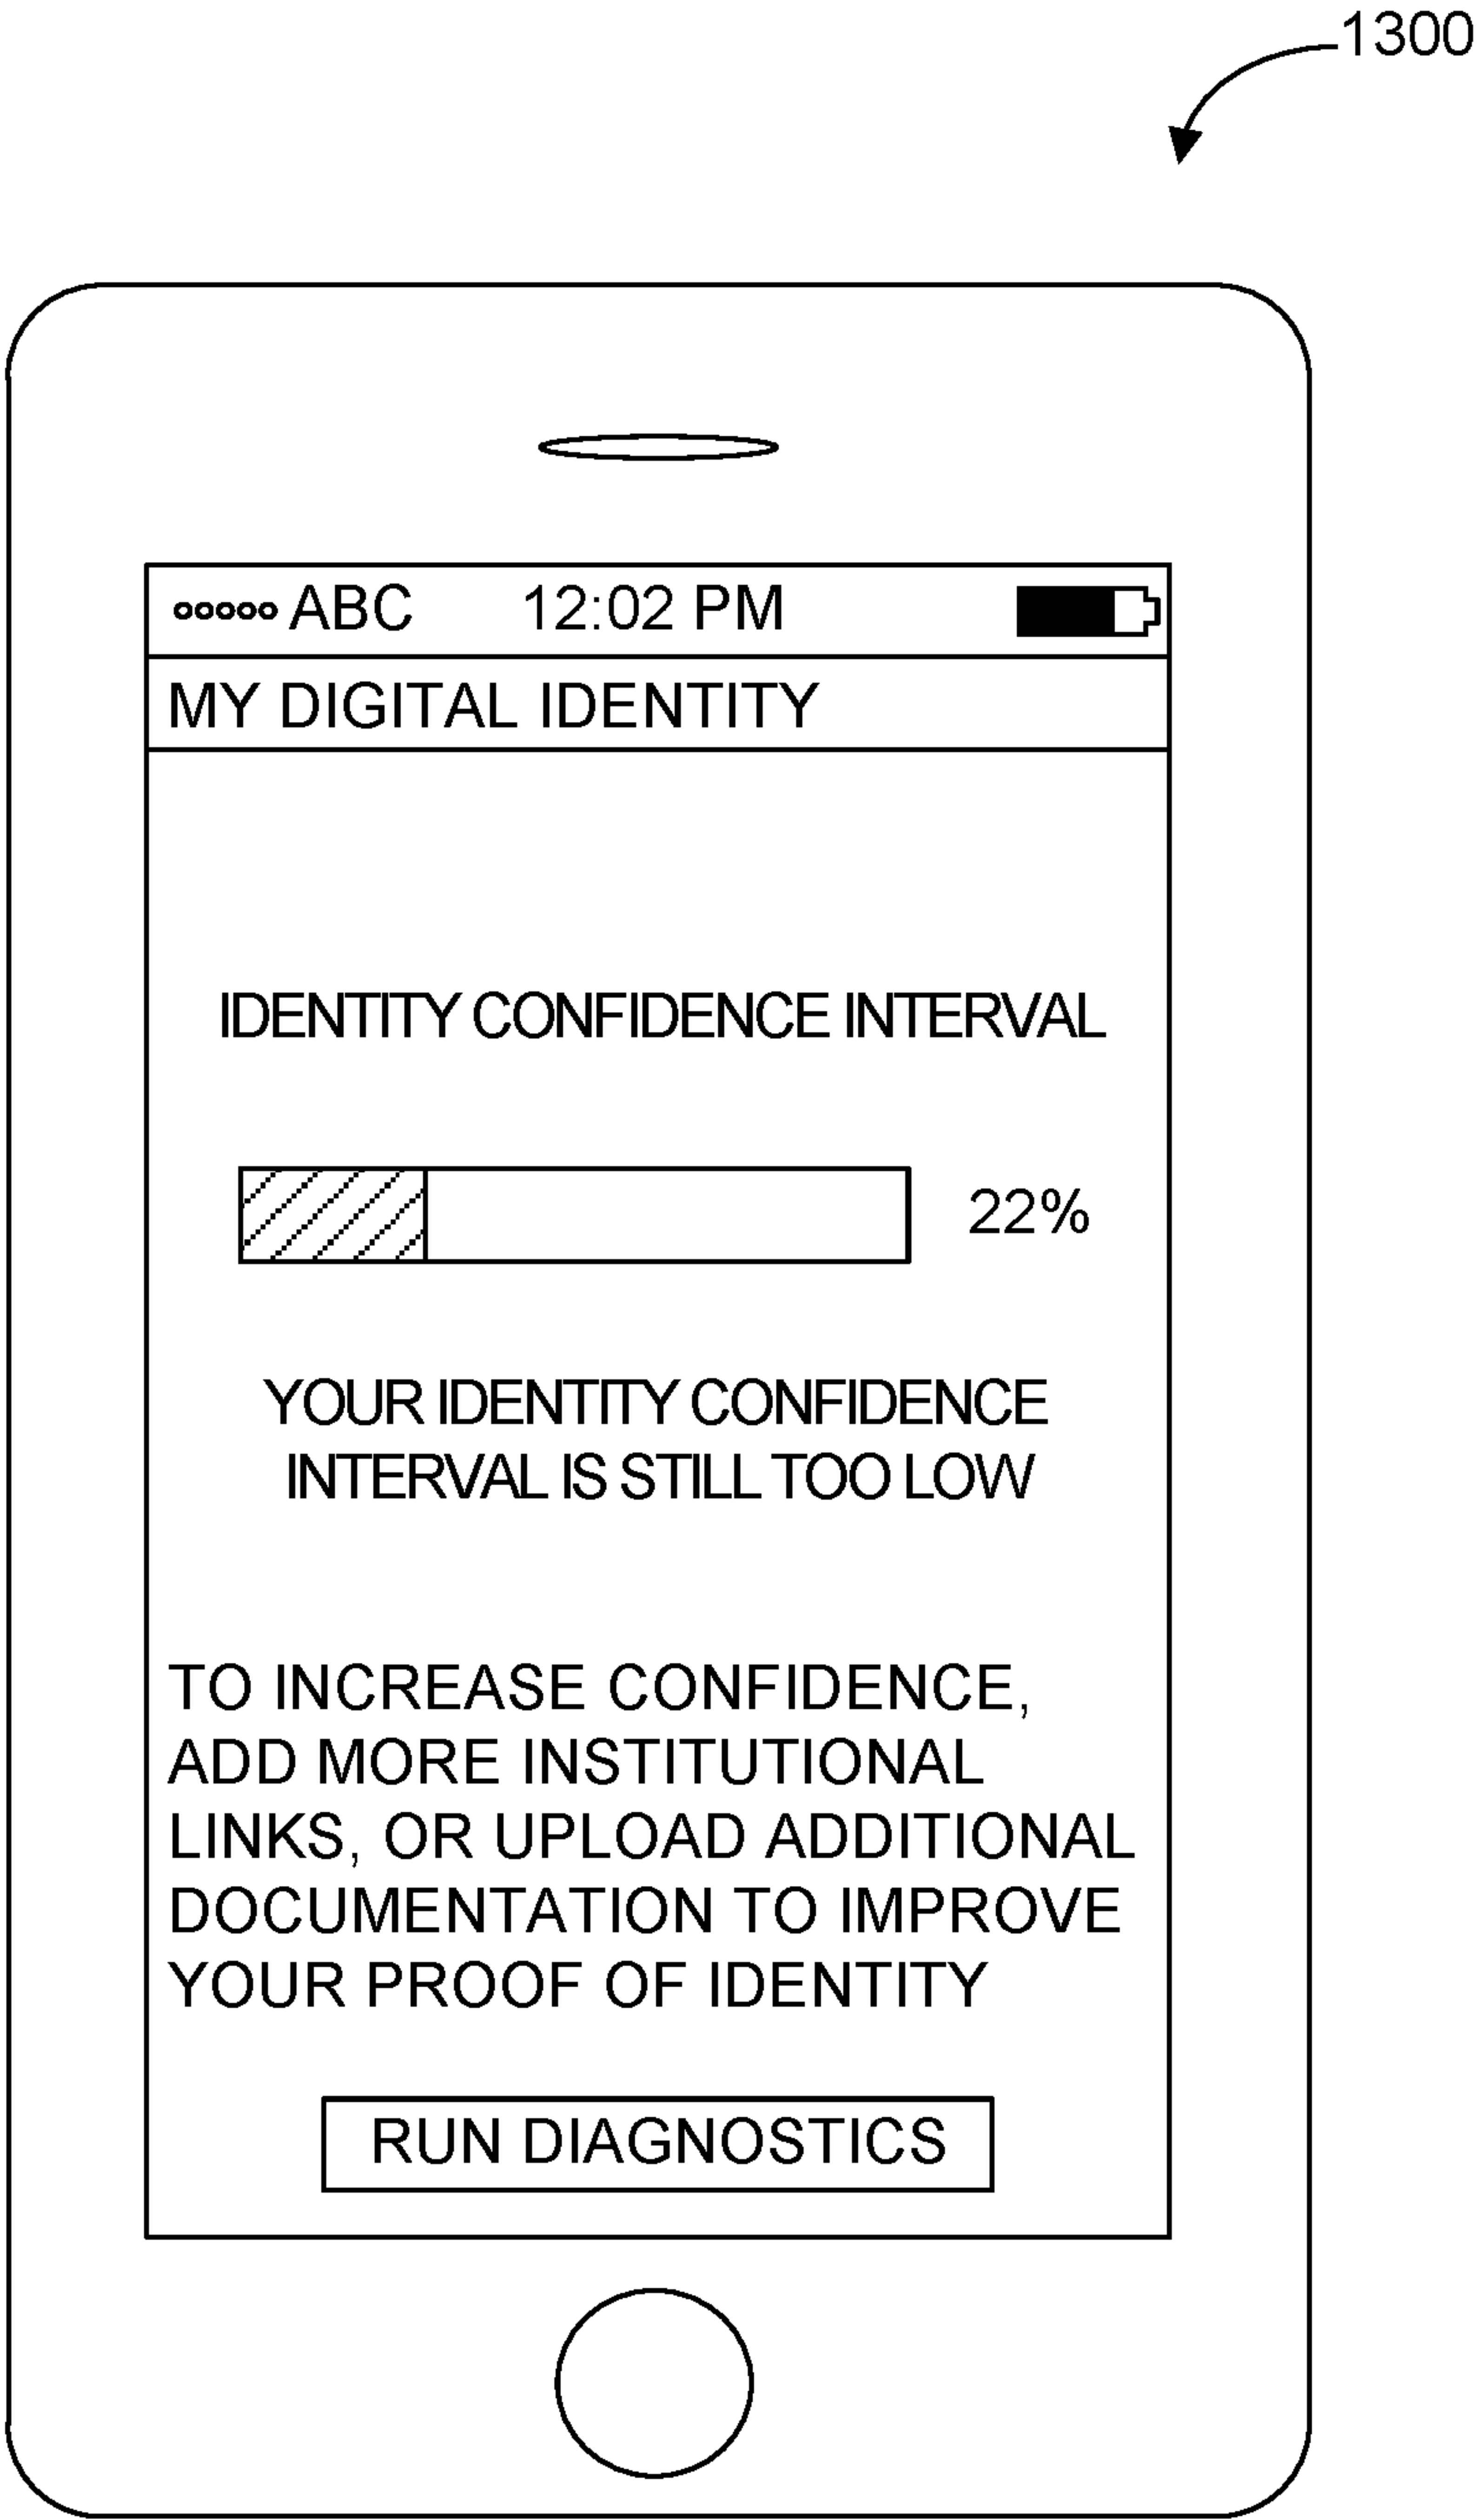 1300
ABC 12:02 PM
MY DIGITAL IDENTITY
IDENTITY CONFIDENCE INTERVAL
22%
YOUR IDENTITY CONFIDENCE
INTERVAL IS STILL TOO LOW
TO INCREASE CONFIDENCE,
ADD MORE INSTITUTIONAL
LINKS, OR UPLOAD ADDITIONAL
DOCUMENTATION TO IMPROVE
YOUR PROOF OF IDENTITY
RUN DIAGNOSTICS